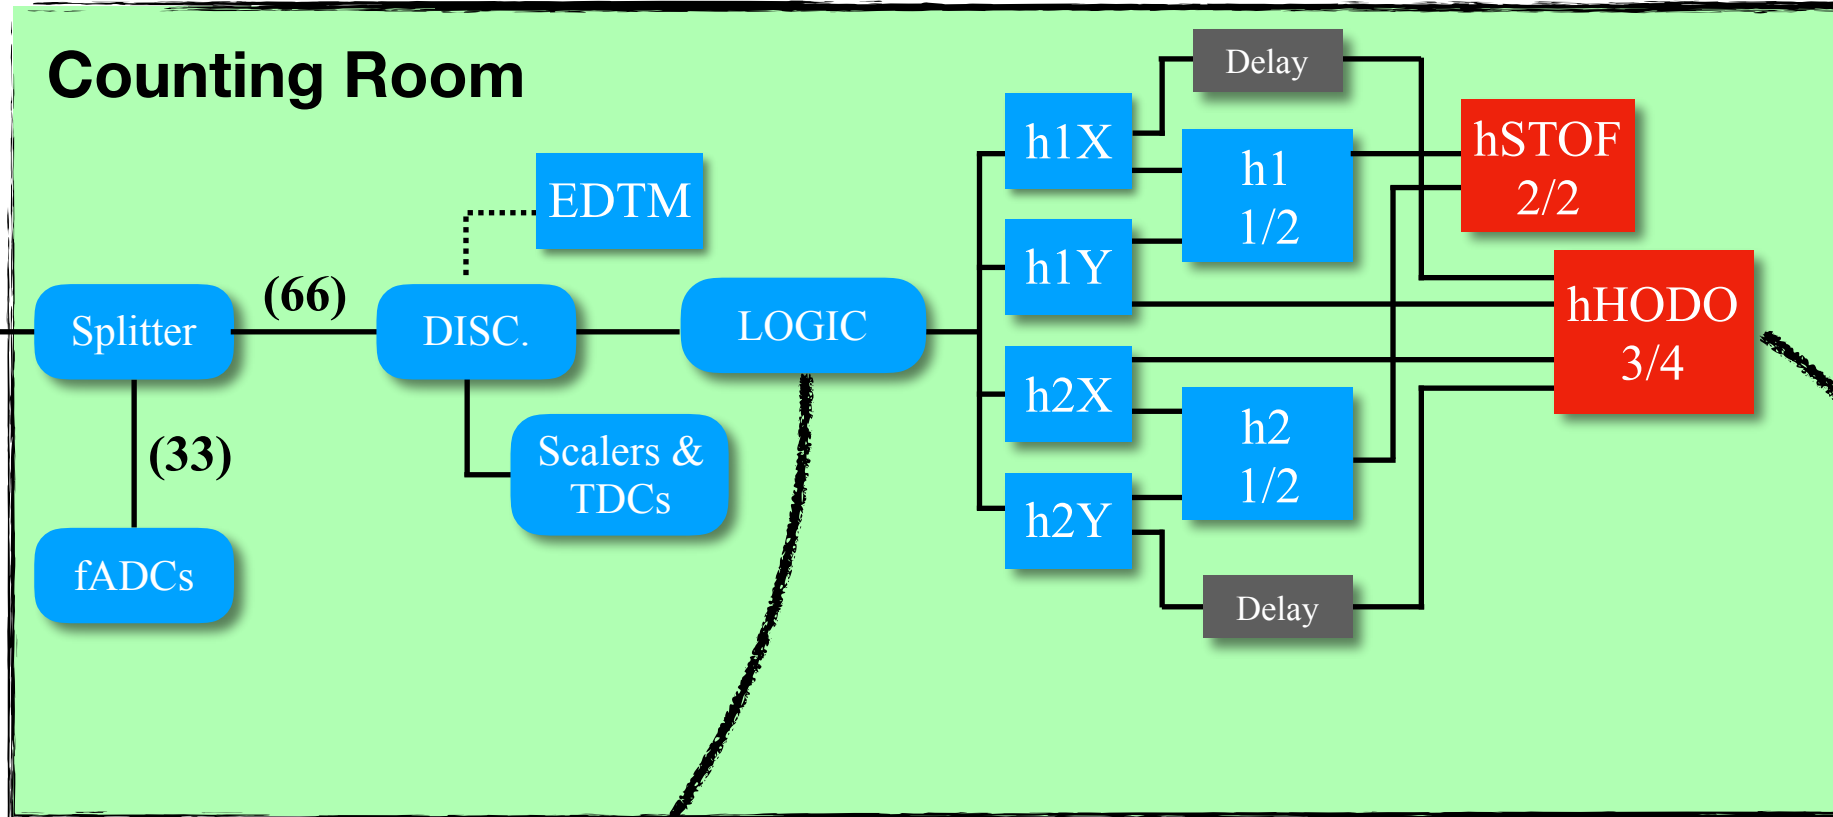 Counting Room
Delay
h1X
hSTOF
2/2
h1
1/2
EDTM
h1Y
(66)
Splitter
DISC.
LOGIC
hHODO
3/4
h2X
h2
1/2
(33)
Scalers &
TDCs
h2Y
fADCs
Delay